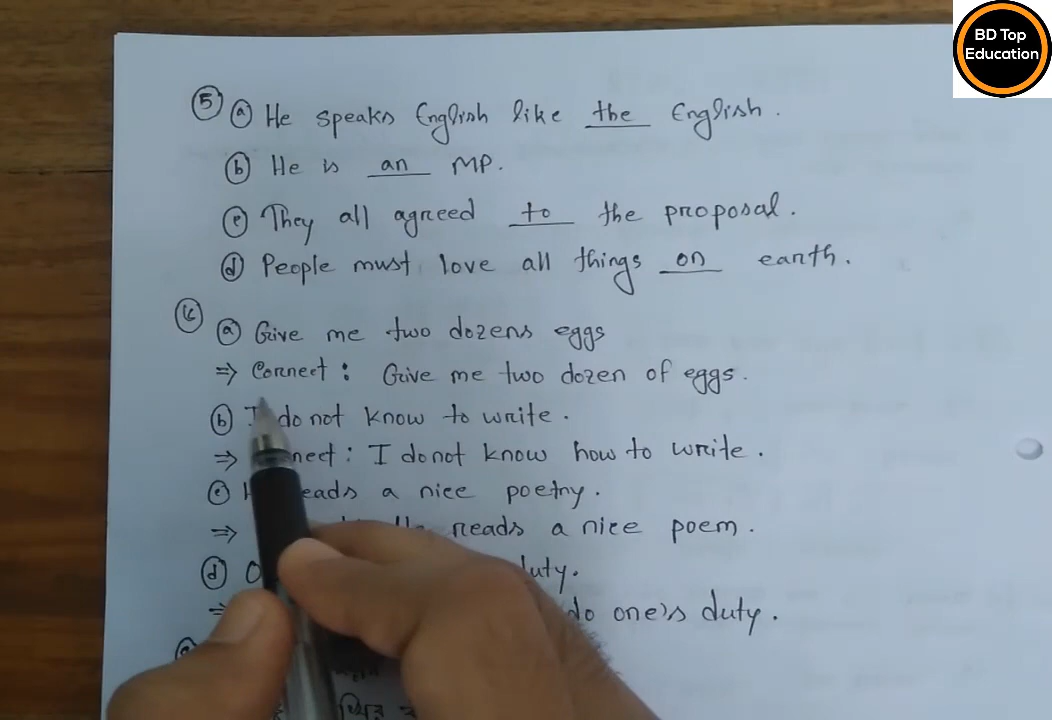 BD Top
Education
5 a He speaks English like the English.
b He is an MP.
c They all agreed to the proposal.
d People must love all things on earth.
6
a Give me two dozens eggs
⇒ Correct: Give me two dozen of eggs.
b I do not know to write.
⇒ I do not know how to write.
c a nice poetry.
⇒ reads a nice poem.
d duty.
⇒ do one's duty.